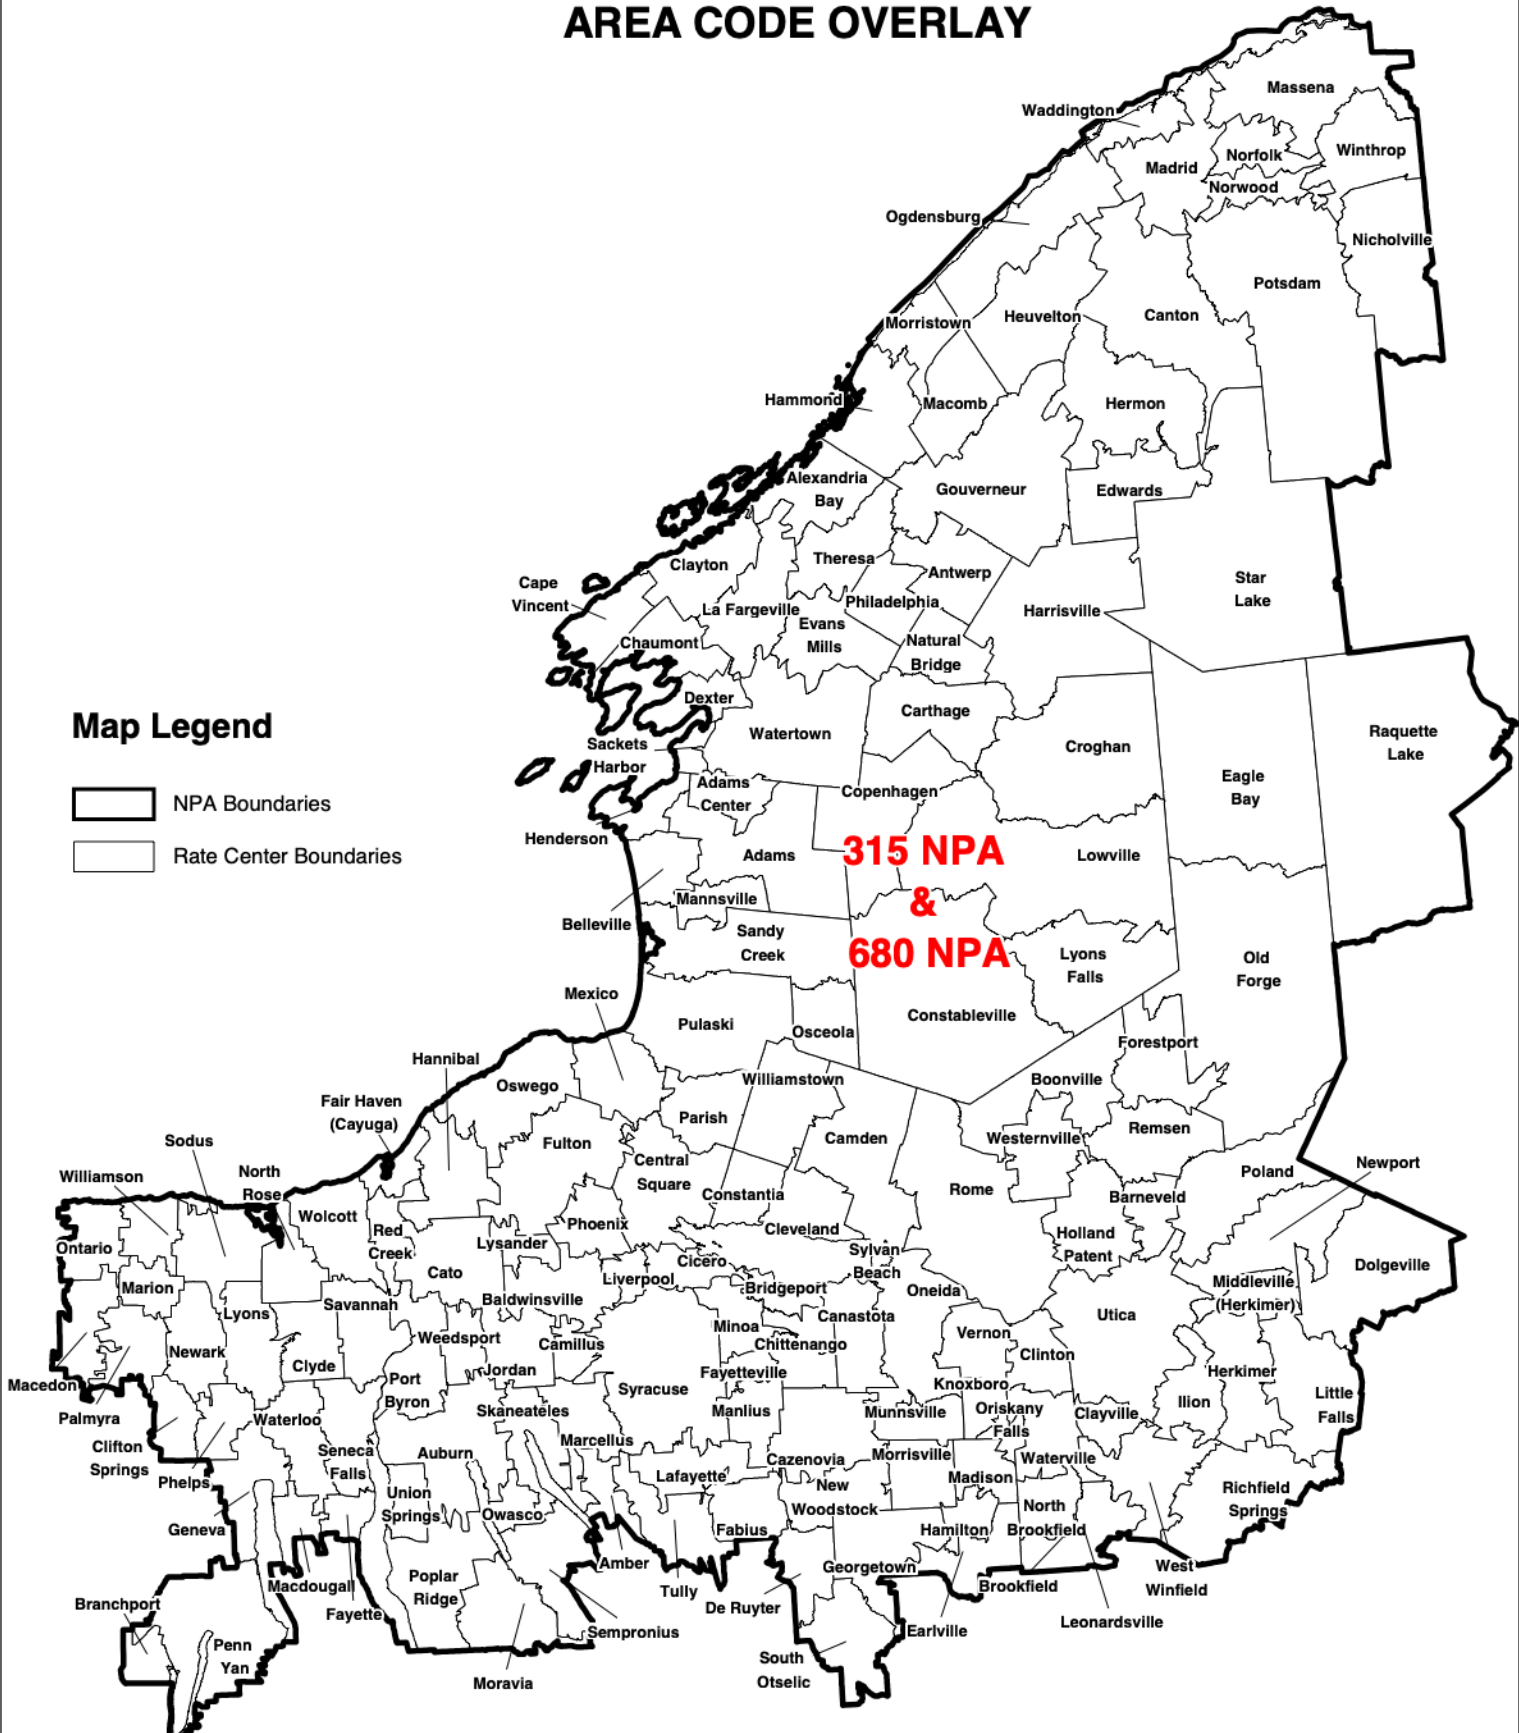 AREA CODE OVERLAY
Massena
Waddington
Winthrop
Norfolk
Madrid
Norwood
Ogdensburg
Nicholville
Potsdam
Heuvelton
Canton
Morristown
Hammond
Macomb
Hermon
Alexandria
Bay
Gouverneur
Edwards
Clayton
Theresa
Antwerp
Cape
Vincent
Star
Lake
La Fargeville
Philadelphia
Harrisville
Evans
Mills
Chaumont
Natural
Bridge
Dexter
Carthage
Map Legend
Watertown
Raquette
Lake
Sackets
Harbor
Croghan
Adams
Center
Eagle
Bay
Copenhagen
NPA Boundaries
Henderson
Rate Center Boundaries
Adams
315 NPA
&
680 NPA
Lowville
Mannsville
Belleville
Sandy
Creek
Lyons
Falls
Old
Forge
Mexico
Pulaski
Osceola
Constableville
Forestport
Hannibal
Oswego
Williamstown
Boonville
Fair Haven
(Cayuga)
Parish
Remsen
Sodus
Fulton
Camden
Westernville
Williamson
North
Rose
Central
Square
Poland
Newport
Constantia
Rome
Barneveld
Wolcott
Red
Creek
Phoenix
Cleveland
Holland
Patent
Ontario
Lysander
Sylvan
Beach
Cicero
Dolgeville
Marion
Cato
Liverpool
Bridgeport
Oneida
Middleville
(Herkimer)
Lyons
Savannah
Baldwinsville
Canastota
Utica
Weedsport
Camillus
Minoa
Chittenango
Vernon
Newark
Clyde
Jordan
Clinton
Macedon
Port
Byron
Syracuse
Fayetteville
Knoxboro
Herkimer
Palmyra
Waterloo
Skaneateles
Manlius
Munnsville
Oriskany
Falls
Clayville
Ilion
Little
Falls
Clifton
Springs
Seneca
Falls
Auburn
Marcellus
Cazenovia
Morrisville
Waterville
Phelps
Lafayette
Madison
Richfield
Springs
Union
Springs
New
Woodstock
North
Brookfield
Geneva
Owasco
Fabius
Hamilton
Amber
Georgetown
West
Winfield
Macdougall
Poplar
Ridge
Brookfield
Branchport
Fayette
Tully
De Ruyter
Leonardsville
Sempronius
Earlville
Penn
Yan
South
Otselic
Moravia